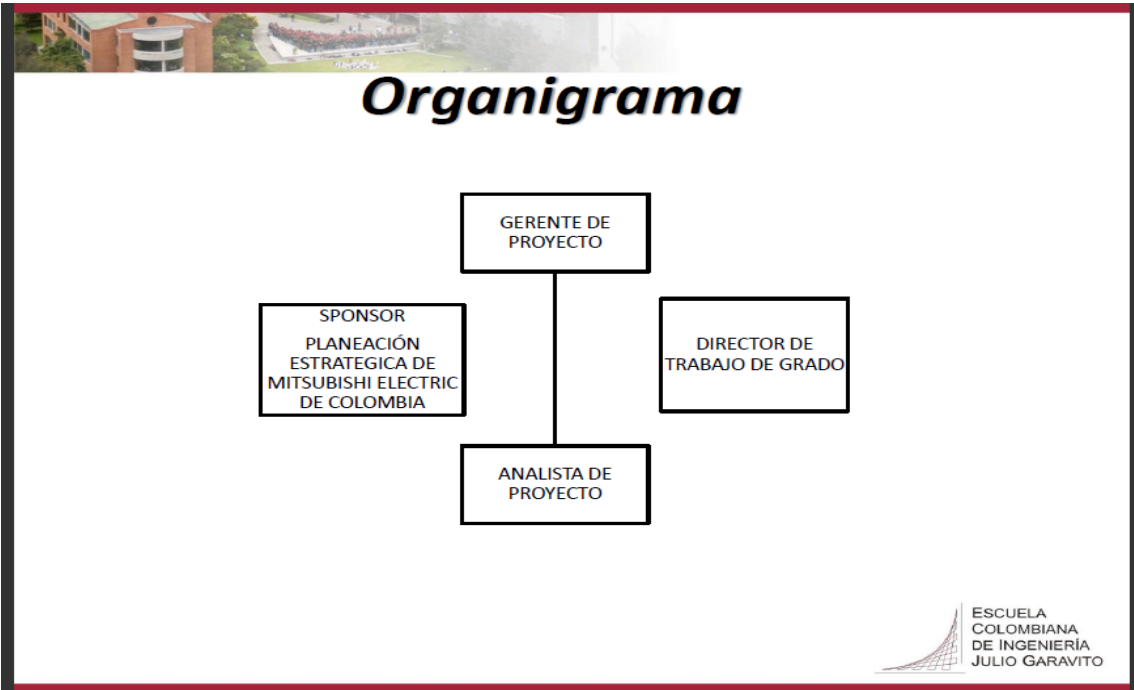 Organigrama
GERENTE DE
PROYECTO
SPONSOR
PLANEACIÓN
ESTRATEGICA DE
MITSUBISHI ELECTRIC
DE COLOMBIA
DIRECTOR DE
TRABAJO DE GRADO
ANALISTA DE
PROYECTO
ESCUELA
COLOMBIANA
DE INGENIERÍA
JULIO GARAVITO